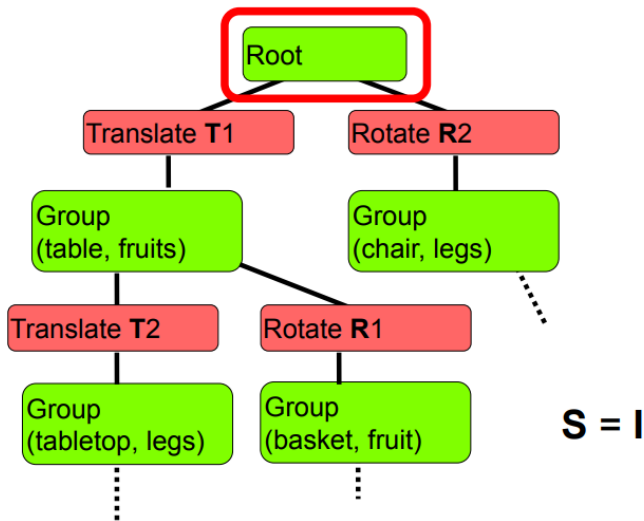 Root
Translate T1
Rotate R2
Group
(table, fruits)
Group
(chair, legs)
Translate T2
Rotate R1
Group
(tabletop, legs)
Group
(basket, fruit)
S = I